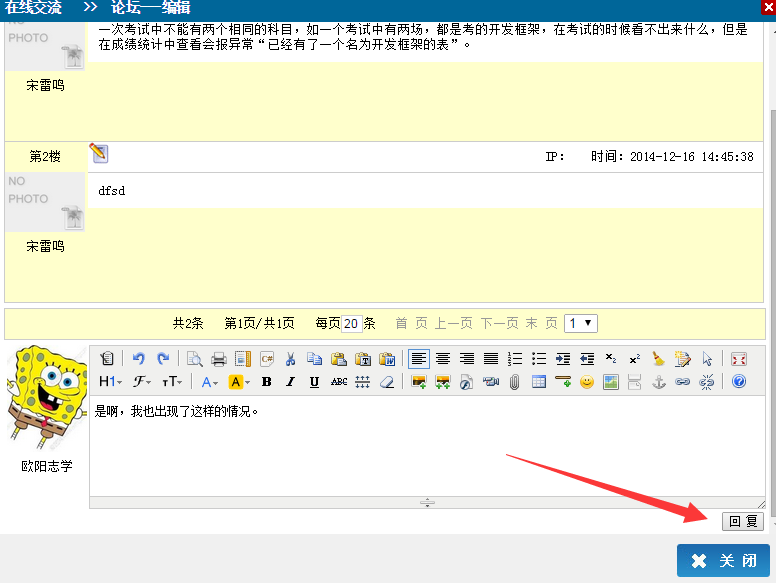 在线交流 >> 论坛——编辑
NO
PHOTO
一次考试中不能有两个相同的科目，如一个考试中有两场，都是考的开发框架，在考试的时候看不出来什么，但是
在成绩统计中查看会报异常“已经有了一个名为开发框架的表”。
宋雷鸣
第2楼 IP： 时间：2014-12-16 14:45:38
NO
PHOTO
dfsd
宋雷鸣
共2条 第1页/共1页 每页20条 首 页 上一页 下一页 末 页 1
H1 ℱ тT A A B I U ABC
是啊，我也出现了这样的情况。
欧阳志学
回 复
关 闭